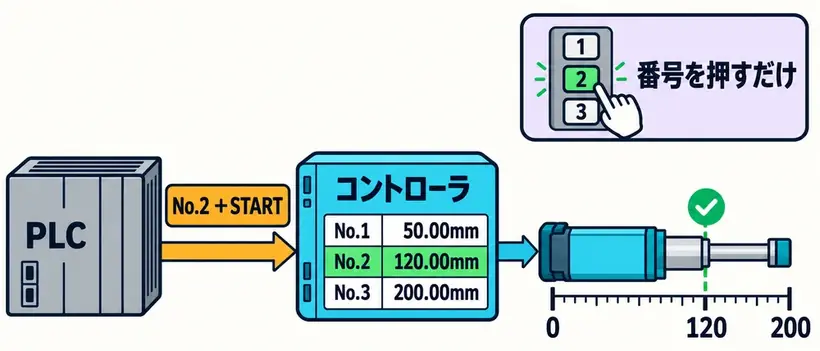 1
2
3
番号を押すだけ
PLC
No.2 + START
コントローラ
No.1 50.00mm
No.2 120.00mm
No.3 200.00mm
0 120 200